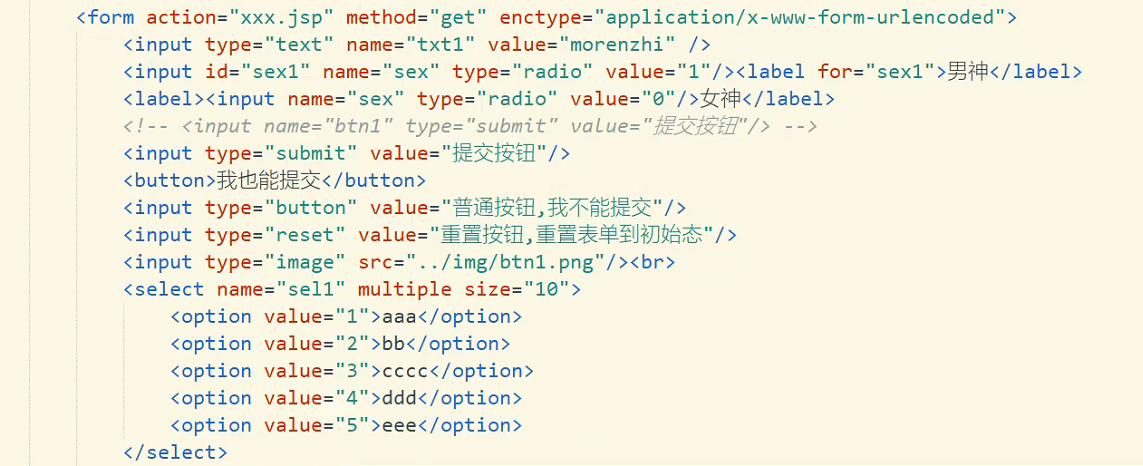 <form action="xxx.jsp" method="get" enctype="application/x-www-form-urlencoded">
<input type="text" name="txt1" value="morenzhi" />
<input id="sex1" name="sex" type="radio" value="1"/><label for="sex1">男神</label>
<label><input name="sex" type="radio" value="0"/>女神</label>
<!-- <input name="btn1" type="submit" value="提交按钮"/> -->
<input type="submit" value="提交按钮"/>
<button>我也能提交</button>
<input type="button" value="普通按钮,我不能提交"/>
<input type="reset" value="重置按钮,重置表单到初始态"/>
<input type="image" src="../img/btn1.png"/><br>
<select name="sel1" multiple size="10">
<option value="1">aaa</option>
<option value="2">bb</option>
<option value="3">cccc</option>
<option value="4">ddd</option>
<option value="5">eee</option>
</select>